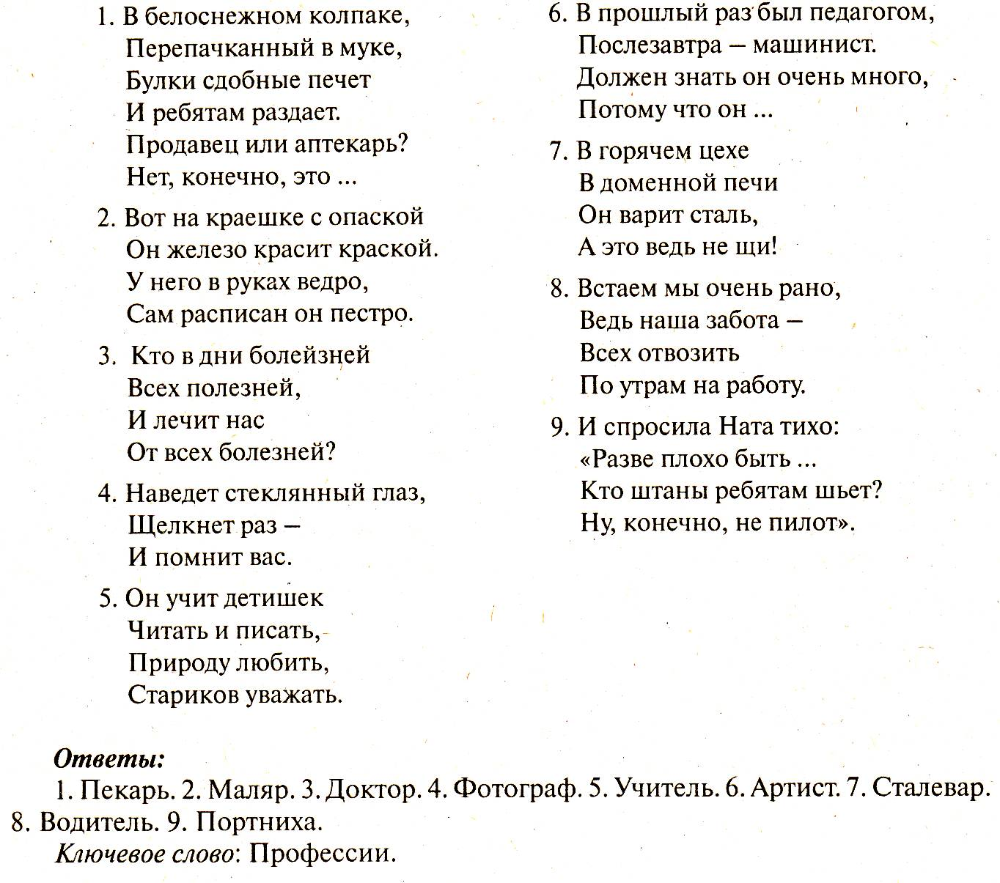 1. В белоснежном колпаке,
Перепачканный в муке,
Булки сдобные печет
И ребятам раздает.
Продавец или аптекарь?
Нет, конечно, это ...
2. Вот на краешке с опаской
Он железо красит краской.
У него в руках ведро,
Сам расписан он пестро.
3. Кто в дни болейзней
Всех полезней,
И лечит нас
От всех болезней?
4. Наведет стеклянный глаз,
Щелкнет раз –
И помнит вас.
5. Он учит детишек
Читать и писать,
Природу любить,
Стариков уважать.
6. В прошлый раз был педагогом,
Послезавтра – машинист.
Должен знать он очень много,
Потому что он ...
7. В горячем цехе
В доменной печи
Он варит сталь,
А это ведь не щи!
8. Встаем мы очень рано,
Ведь наша забота –
Всех отвозить
По утрам на работу.
9. И спросила Ната тихо:
«Разве плохо быть ...
Кто штаны ребятам шьет?
Ну, конечно, не пилот».
Ответы:
1. Пекарь. 2. Маляр. 3. Доктор. 4. Фотограф. 5. Учитель. 6. Артист. 7. Сталевар.
8. Водитель. 9. Портниха.
Ключевое слово: Профессии.